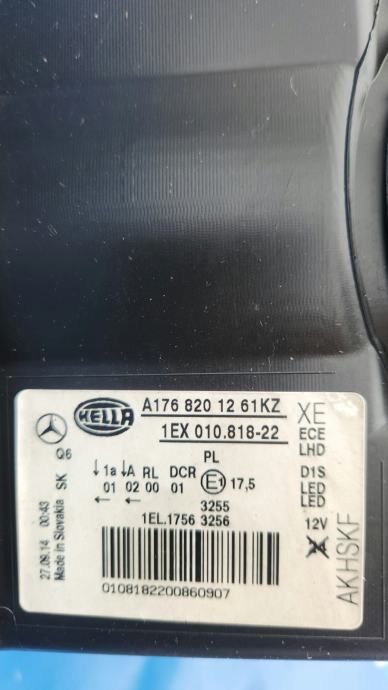 HELLA
A176 820 12 61KZ
1EX 010.818-22
XE
ECE
LHD
PL
Q6
↓1a ↓A RL DCR
01 02 00 01 E1 17,5
← ←
D1S
LED
LED
12V
3255
1EL.1756 3256
0108182200860907
27.09.14 00:43
Made in Slovakia SK
AKHSKF